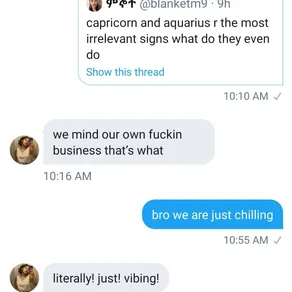 ምኞት @blanketm9 · 9h
capricorn and aquarius r the most
irrelevant signs what do they even
do
Show this thread
10:10 AM ✓
we mind our own fuckin
business that's what
10:16 AM
bro we are just chilling
10:55 AM ✓
literally! just! vibing!